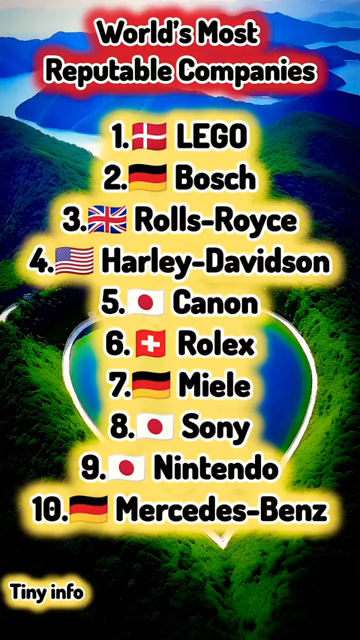 World's Most
Reputable Companies
1.🇩🇰 LEGO
2.🇩🇪 Bosch
3.🇬🇧 Rolls-Royce
4.🇺🇸 Harley-Davidson
5.🇯🇵 Canon
6.🇨🇭 Rolex
7.🇩🇪 Miele
8.🇯🇵 Sony
9.🇯🇵 Nintendo
10.🇩🇪 Mercedes-Benz
Tiny info